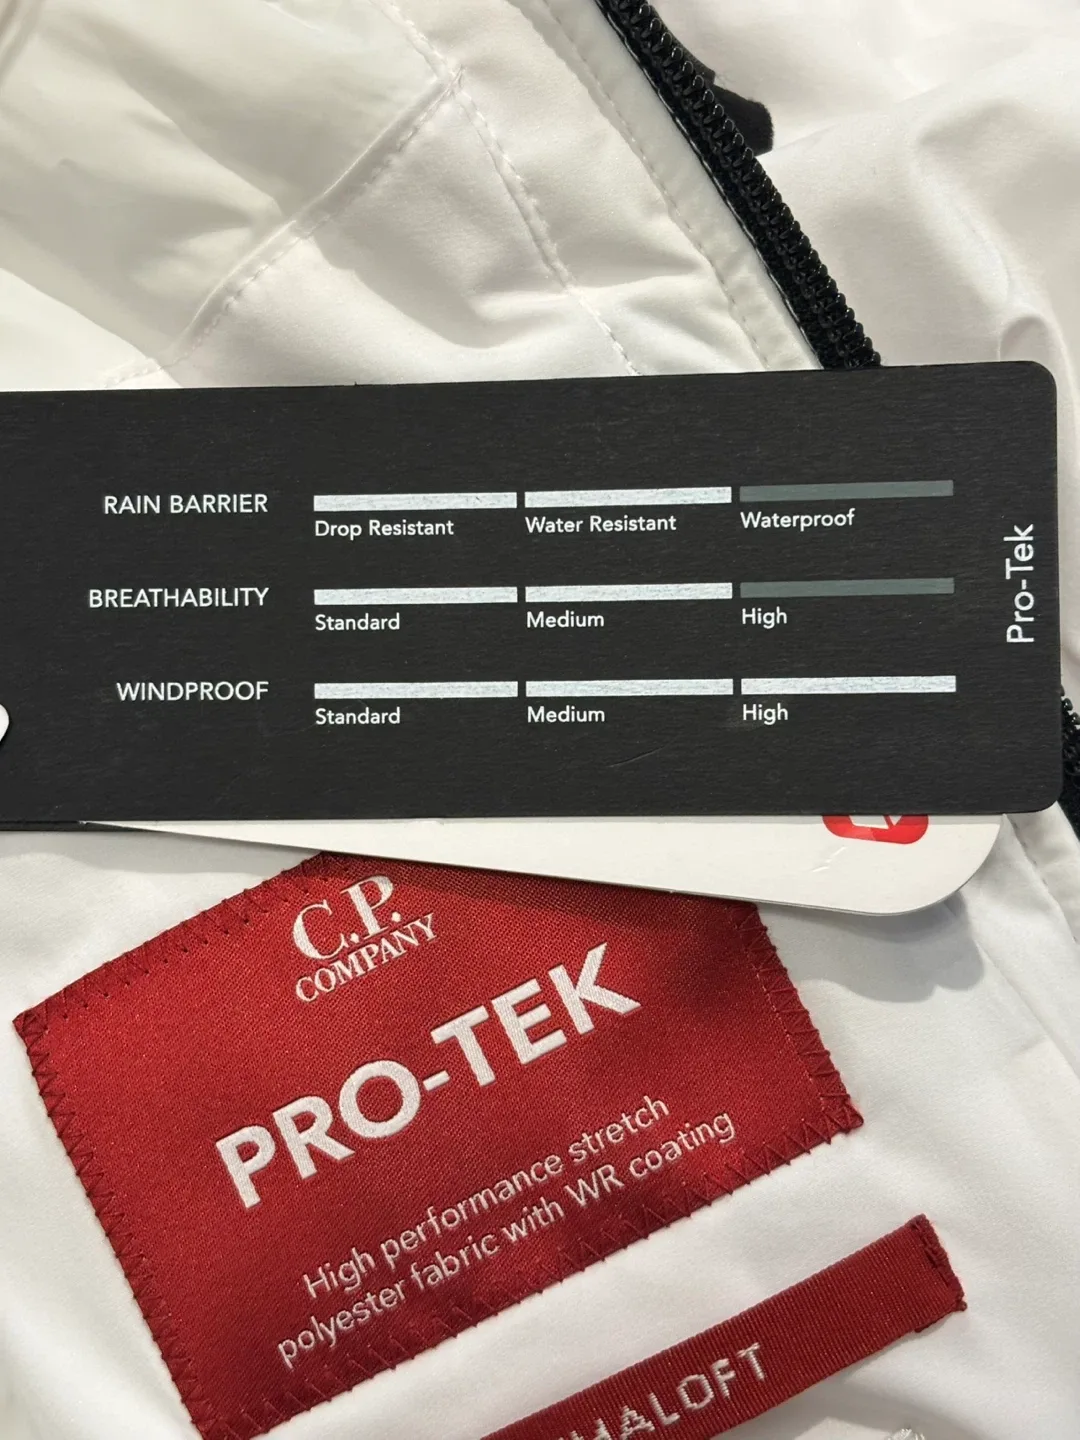 RAIN BARRIER
Drop Resistant Water Resistant Waterproof
BREATHABILITY
Standard Medium High
WINDPROOF
Standard Medium High
Pro-Tek
C.P.
COMPANY
PRO-TEK
High performance stretch
polyester fabric with WR coating